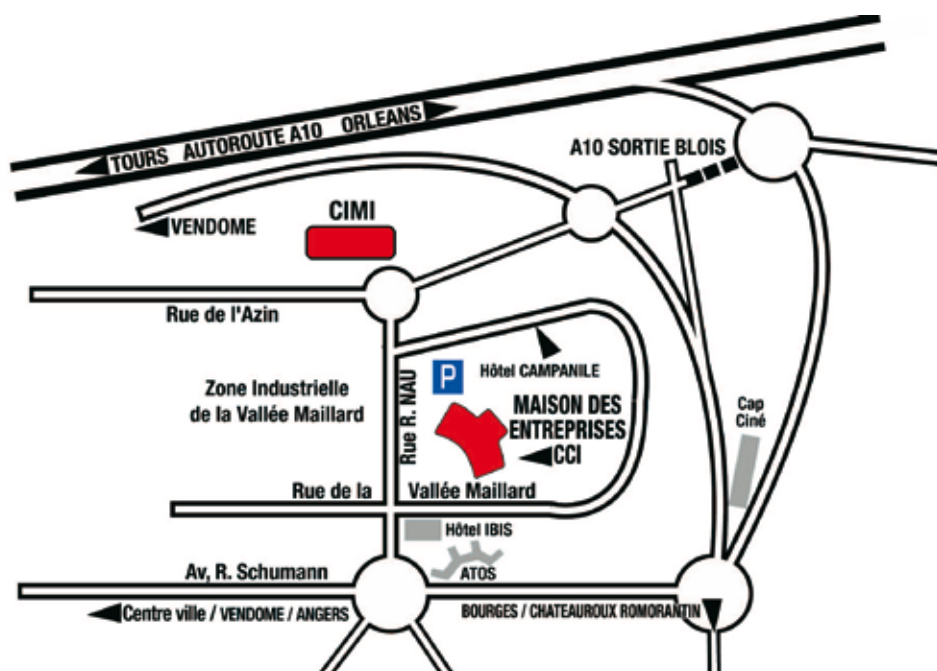 TOURS AUTOROUTE A10 ORLEANS
A10 SORTIE BLOIS
VENDOME
CIMI
Rue de l'Azin
Hôtel CAMPANILE
P
Zone Industrielle
de la Vallée Maillard
Rue R. NAU
MAISON DES
ENTREPRISES
CCI
Cap
Ciné
Rue de la Vallée Maillard
Hôtel IBIS
ATOS
Av, R. Schumann
Centre ville / VENDOME / ANGERS
BOURGES / CHATEAUROUX ROMORANTIN